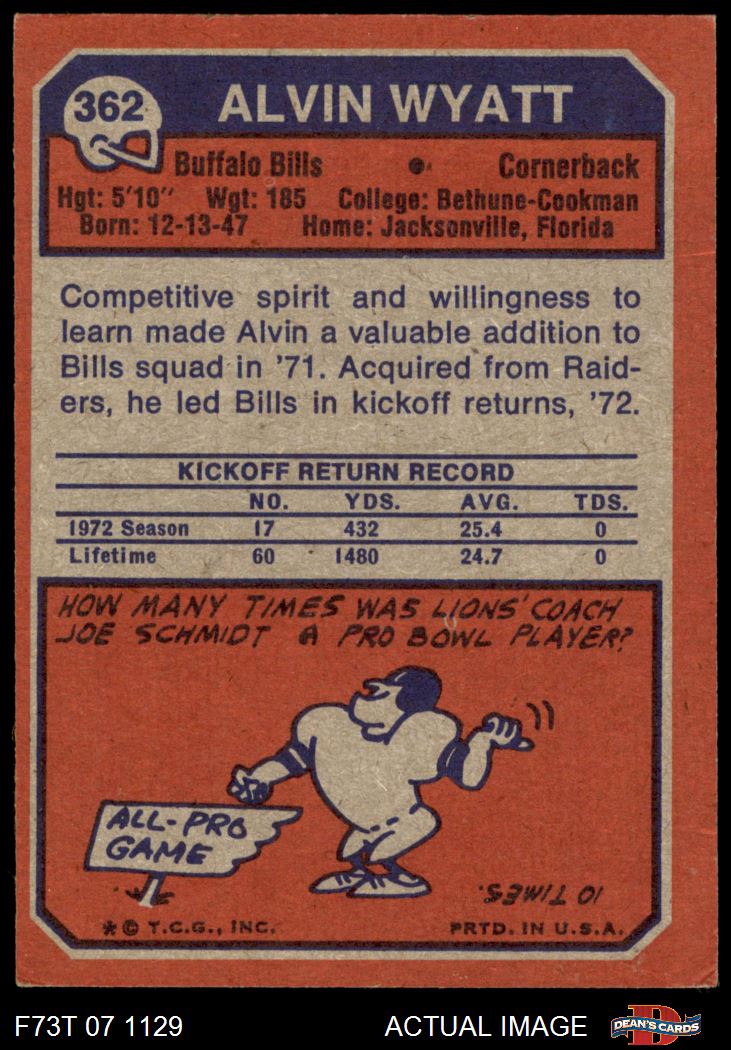 362
ALVIN WYATT
Buffalo Bills • Cornerback
Hgt: 5'10" Wgt: 185 College: Bethune-Cookman
Born: 12-13-47 Home: Jacksonville, Florida
Competitive spirit and willingness to
learn made Alvin a valuable addition to
Bills squad in '71. Acquired from Raid-
ers, he led Bills in kickoff returns, '72.
KICKOFF RETURN RECORD
NO. YDS. AVG. TDS.
1972 Season 17 432 25.4 0
Lifetime 60 1480 24.7 0
HOW MANY TIMES WAS LIONS' COACH
JOE SCHMIDT A PRO BOWL PLAYER?
ALL-PRO
GAME
10 TIMES.
* © T.C.G., INC. PRTD. IN U.S.A.
F73T 07 1129 ACTUAL IMAGE
D
DEAN'S CARDS